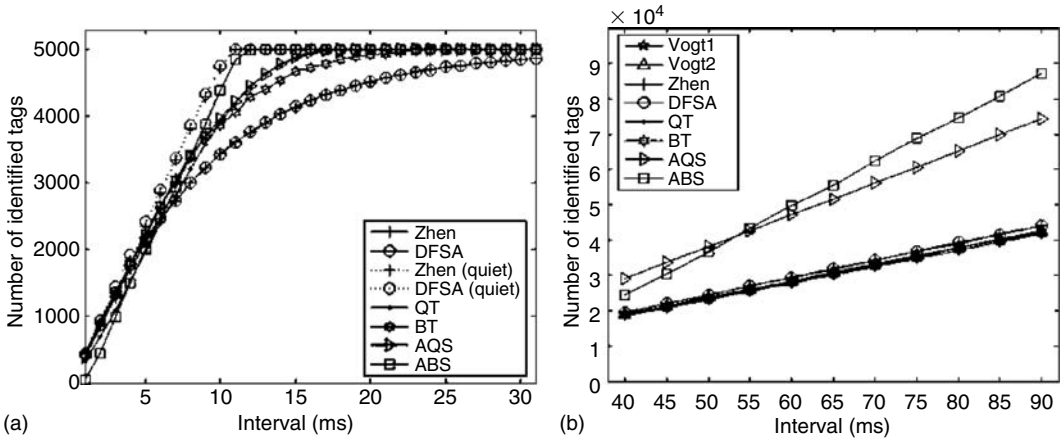 (a)
Number of identified tags
5000
4000
3000
2000
1000
0
5 10 15 20 25 30
Interval (ms)
Zhen
DFSA
Zhen (quiet)
DFSA (quiet)
QT
BT
AQS
ABS
(b)
× 10⁴
Number of identified tags
9
8
7
6
5
4
3
2
1
0
40 45 50 55 60 65 70 75 80 85 90
Interval (ms)
Vogt1
Vogt2
Zhen
DFSA
QT
BT
AQS
ABS